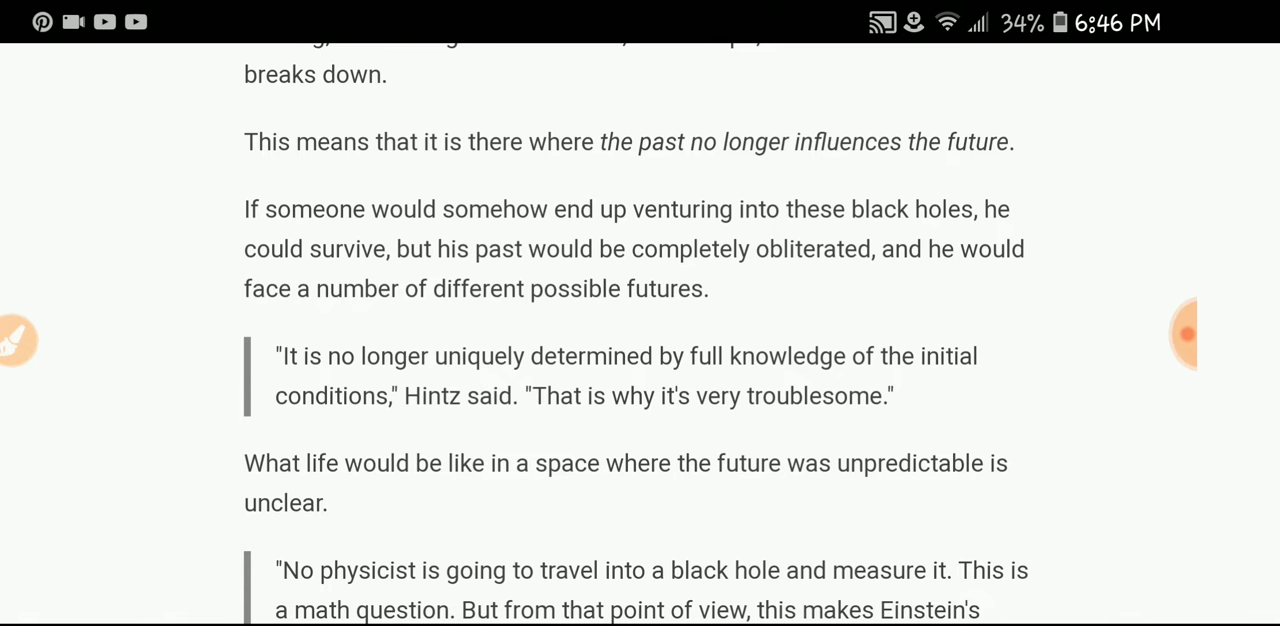 34% 6:46 PM
breaks down.
This means that it is there where the past no longer influences the future.
If someone would somehow end up venturing into these black holes, he
could survive, but his past would be completely obliterated, and he would
face a number of different possible futures.
"It is no longer uniquely determined by full knowledge of the initial
conditions," Hintz said. "That is why it's very troublesome."
What life would be like in a space where the future was unpredictable is
unclear.
"No physicist is going to travel into a black hole and measure it. This is
a math question. But from that point of view, this makes Einstein's